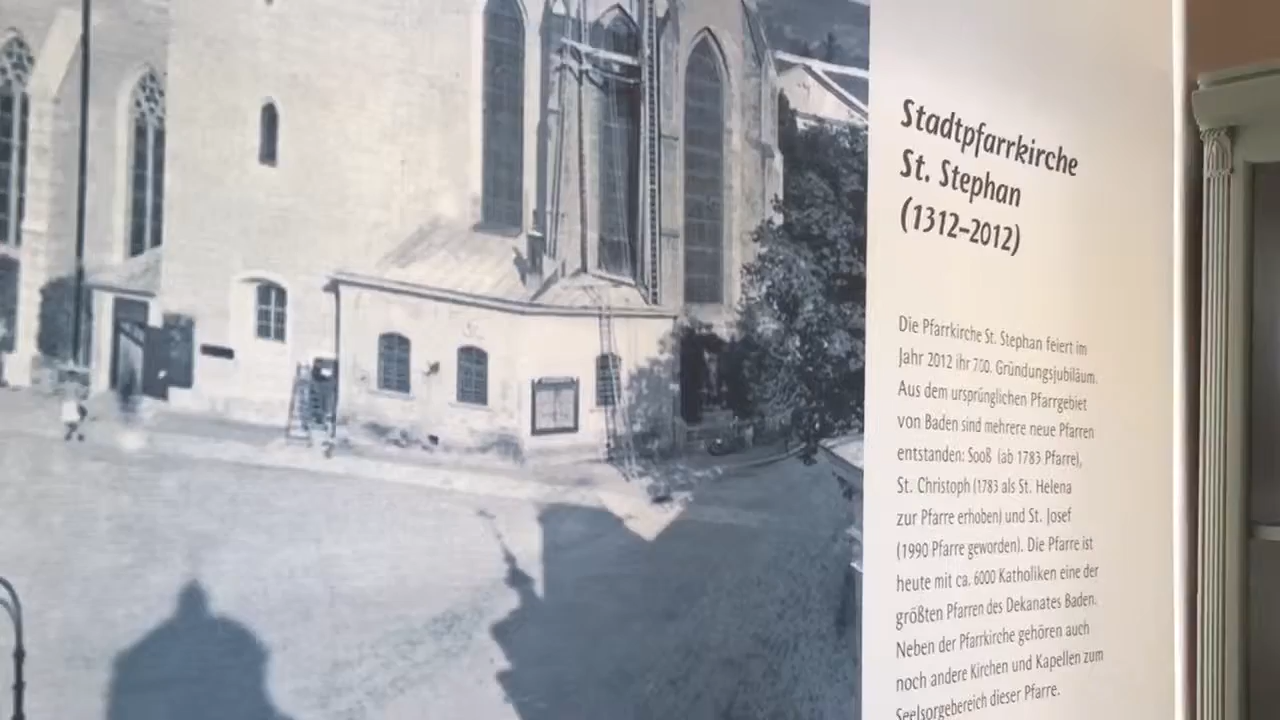 Stadtpfarrkirche
St. Stephan
(1312–2012)
Die Pfarrkirche St. Stephan feiert im
Jahr 2012 ihr 700. Gründungsjubiläum.
Aus dem ursprünglichen Pfarrgebiet
von Baden sind mehrere neue Pfarren
entstanden: Sooß (ab 1783 Pfarre),
St. Christoph (1783 als St. Helena
zur Pfarre erhoben) und St. Josef
(1990 Pfarre geworden). Die Pfarre ist
heute mit ca. 6000 Katholiken eine der
größten Pfarren des Dekanates Baden.
Neben der Pfarrkirche gehören auch
noch andere Kirchen und Kapellen zum
Seelsorgebereich dieser Pfarre.